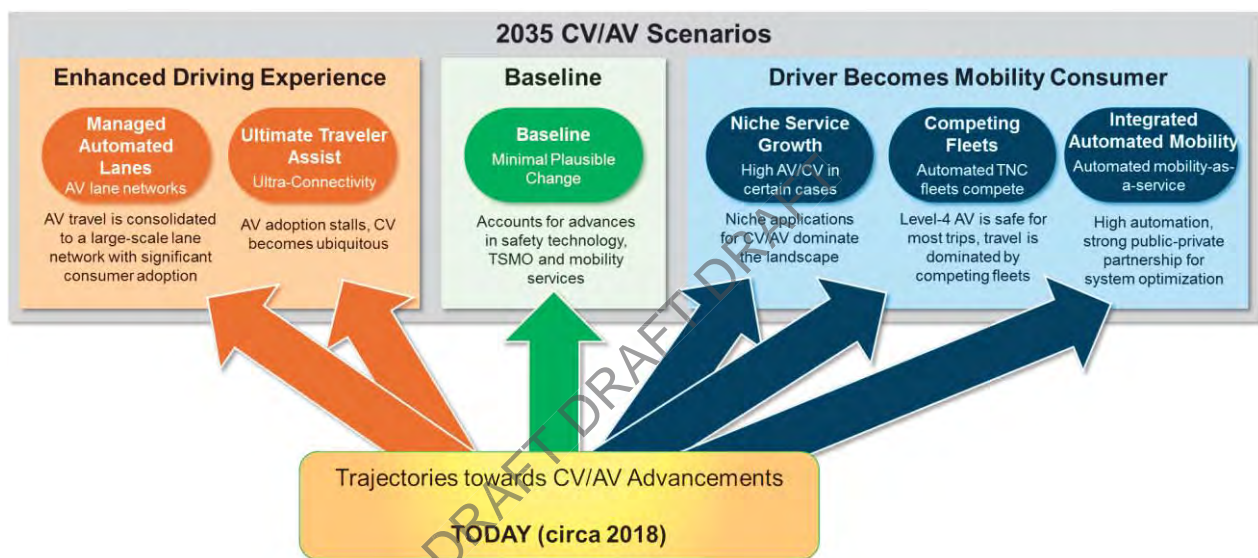 2035 CV/AV Scenarios
Enhanced Driving Experience
Managed
Automated
Lanes
AV lane networks
AV travel is consolidated
to a large-scale lane
network with significant
consumer adoption
Ultimate Traveler
Assist
Ultra-Connectivity
AV adoption stalls, CV
becomes ubiquitous
Baseline
Baseline
Minimal Plausible
Change
Accounts for advances
in safety technology,
TSMO and mobility
services
Driver Becomes Mobility Consumer
Niche Service
Growth
High AV/CV in
certain cases
Niche applications
for CV/AV dominate
the landscape
Competing
Fleets
Automated TNC
fleets compete
Level-4 AV is safe for
most trips, travel is
dominated by
competing fleets
Integrated
Automated Mobility
Automated mobility-as-
a-service
High automation,
strong public-private
partnership for
system optimization
Trajectories towards CV/AV Advancements
TODAY (circa 2018)
DRAFT DRAFT DRAFT DRAFT